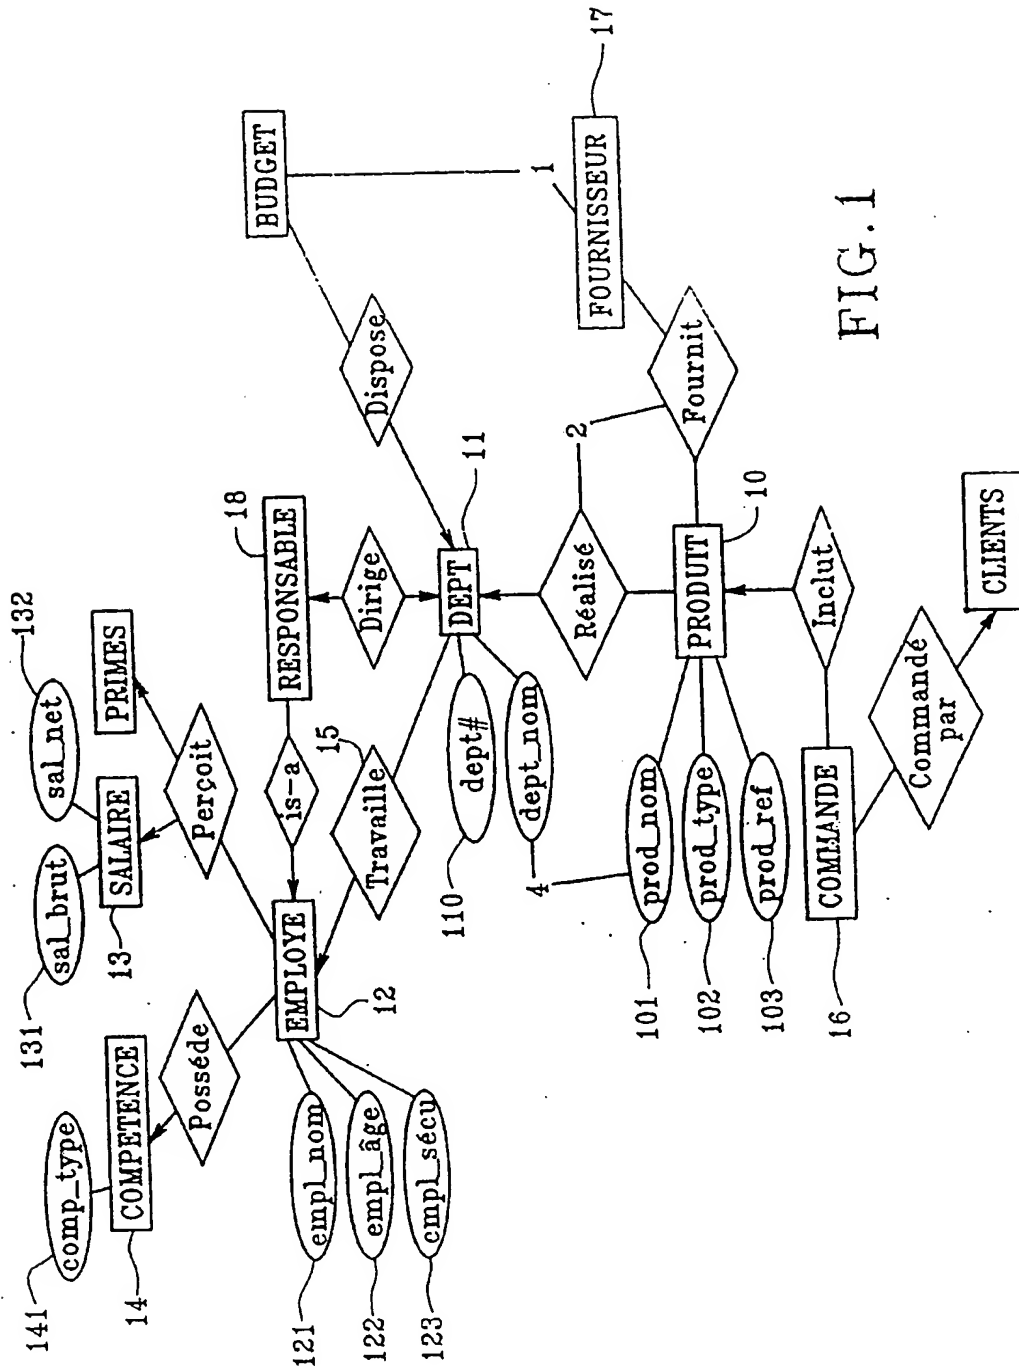 141
comp_type
131
sal_brut
sal_net
132
14
COMPETENCE
13
SALAIRE
PRIMES
Posséde
Perçoit
18
BUDGET
EMPLOYE
is-a
RESPONSABLE
12
15
121
empl_nom
122
empl_âge
123
empl_sécu
Travaille
Dirige
Dispose
110
dept#
DEPT
11
dept_nom
4
1
17
Réalisé
2
FOURNISSEUR
101
prod_nom
102
prod_type
103
prod_ref
PRODUIT
10
Fournit
16
COMMANDE
Inclut
Commandé
par
CLIENTS
FIG.1